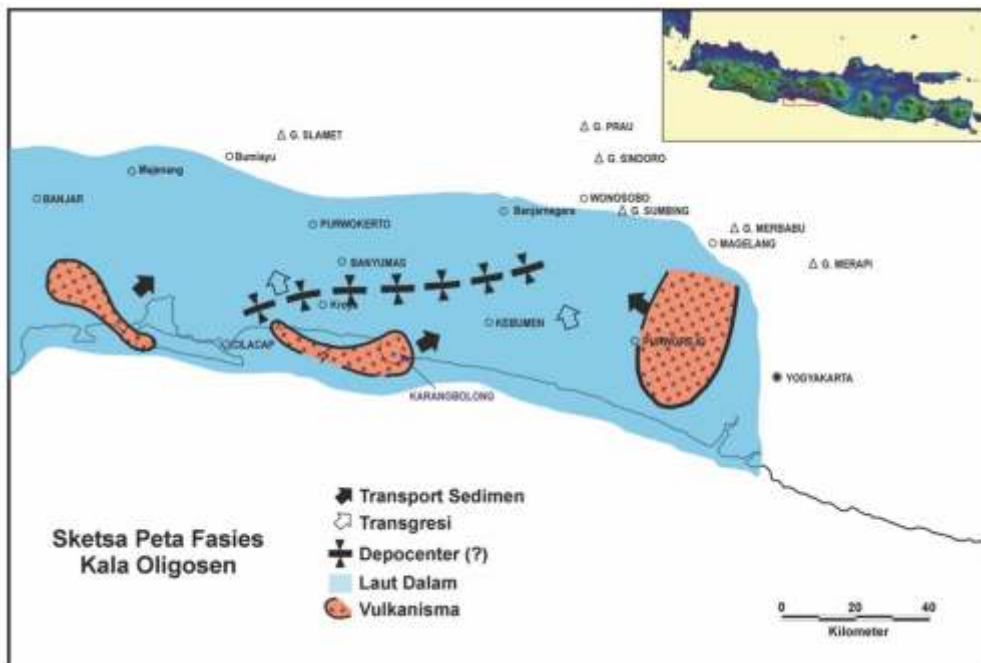 G. SLAMET
G. PRAU
Bumiayu
G. SINDORO
Majenang
BANJAR
WONOSOBO
Banjarnegara
G. SUMBING
PURWOKERTO
G. MERBABU
MAGELANG
BANYUMAS
G. MERAPI
Kroya
KEBUMEN
CILACAP
PURWOREJO
YOGYAKARTA
KARANGBOLONG
Transport Sedimen
Transgresi
Depocenter (?)
Laut Dalam
Vulkanisma
Sketsa Peta Fasies
Kala Oligosen
0 20 40
Kilometer